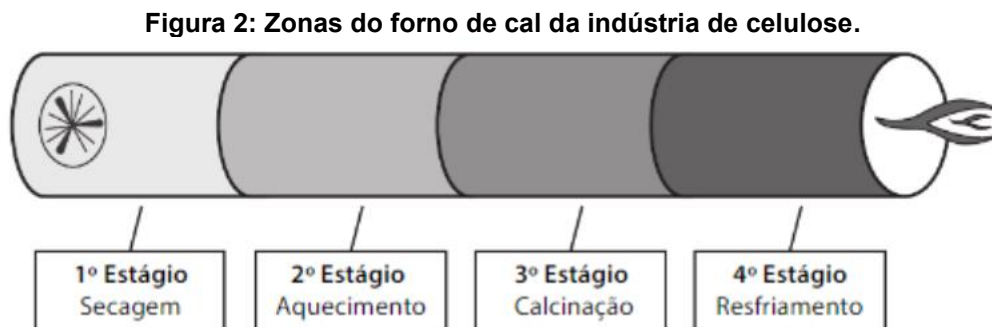 Figura 2: Zonas do forno de cal da indústria de celulose.
1º Estágio
Secagem
2º Estágio
Aquecimento
3º Estágio
Calcinação
4º Estágio
Resfriamento